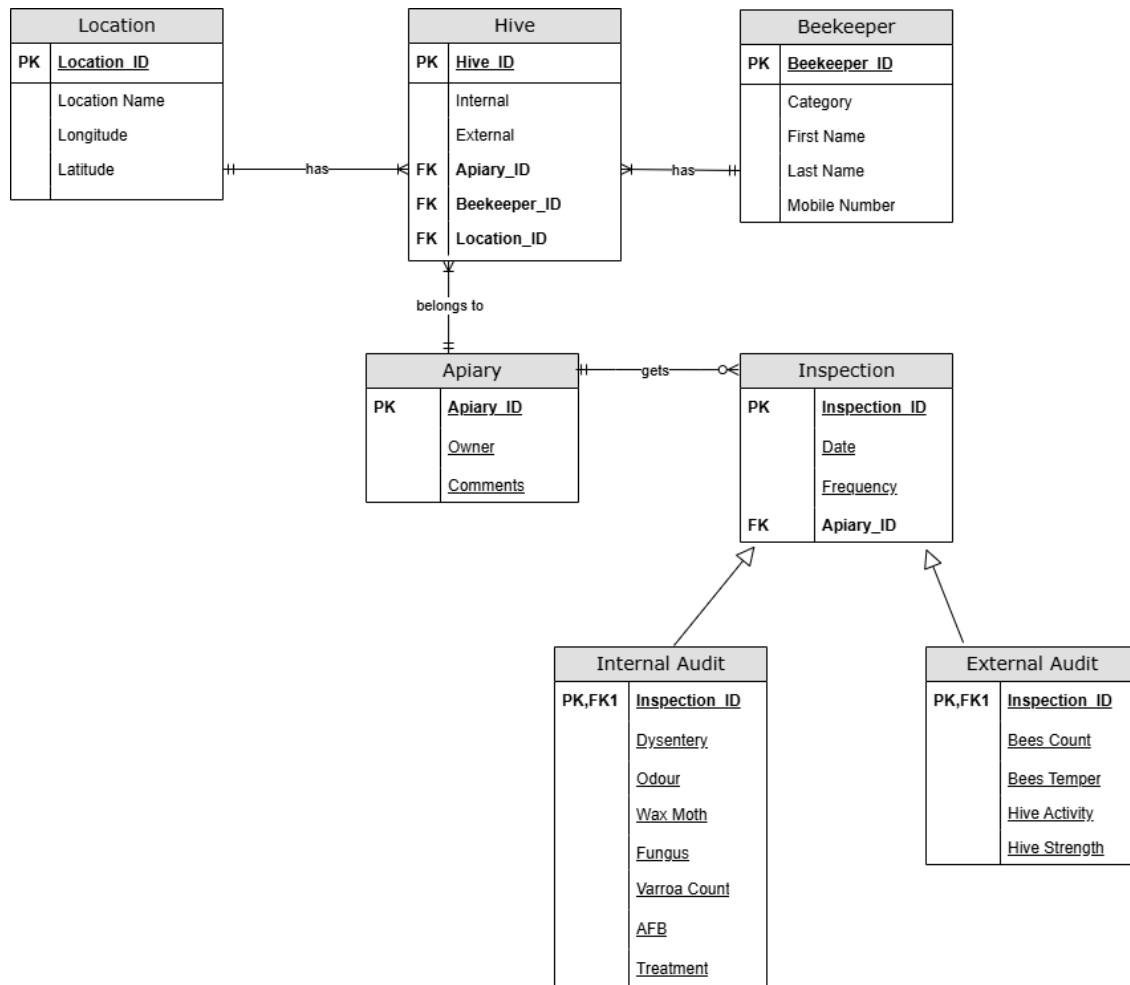 Location
PK Location_ID
Location Name
Longitude
Latitude
has
Hive
PK Hive_ID
Internal
External
FK Apiary_ID
FK Beekeeper_ID
FK Location_ID
has
Beekeeper
PK Beekeeper_ID
Category
First Name
Last Name
Mobile Number
belongs to
Apiary
PK Apiary_ID
Owner
Comments
gets
Inspection
PK Inspection_ID
Date
Frequency
FK Apiary_ID
Internal Audit
PK,FK1 Inspection_ID
Dysentery
Odour
Wax Moth
Fungus
Varroa Count
AFB
Treatment
External Audit
PK,FK1 Inspection_ID
Bees Count
Bees Temper
Hive Activity
Hive Strength